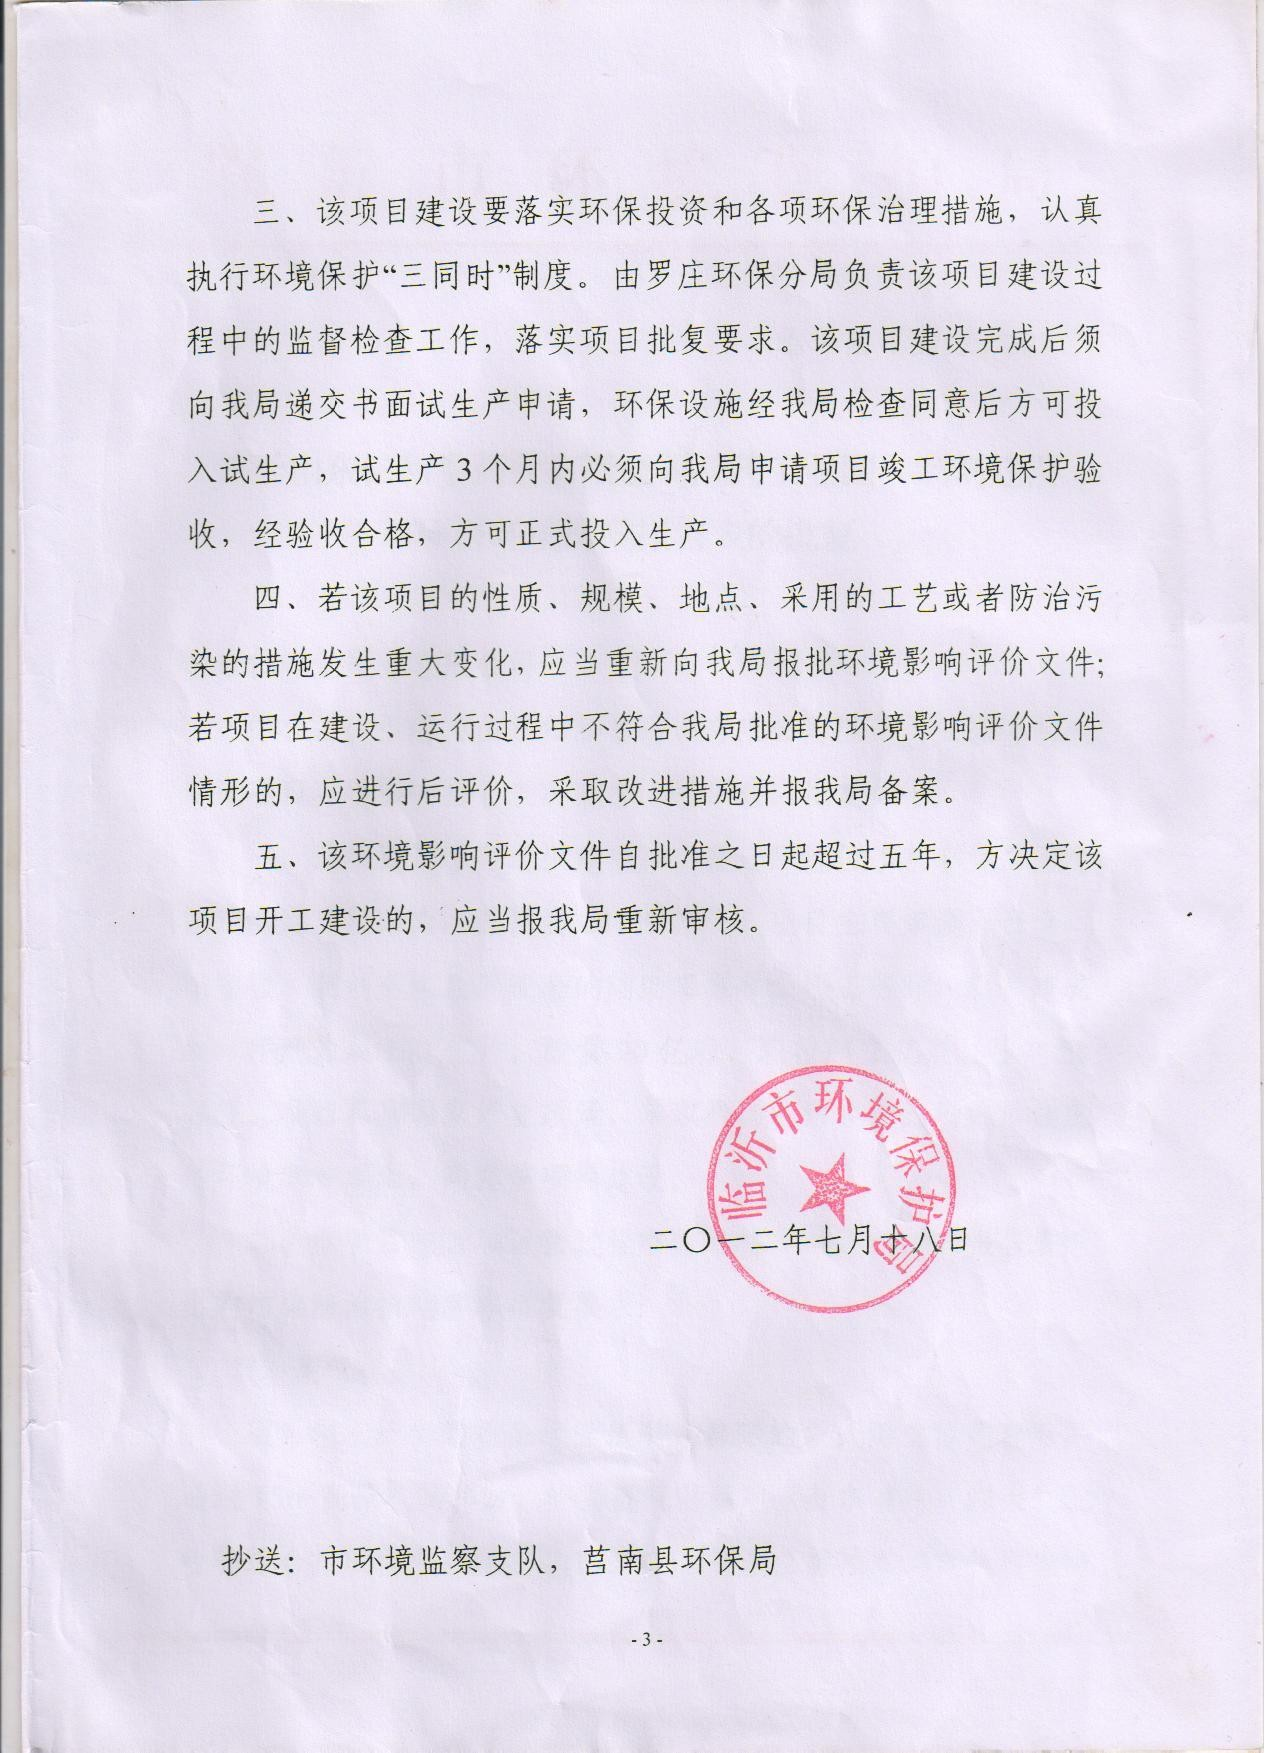 三、该项目建设要落实环保投资和各项环保治理措施，认真
执行环境保护“三同时”制度。由罗庄环保分局负责该项目建设过
程中的监督检查工作，落实项目批复要求。该项目建设完成后须
向我局递交书面试生产申请，环保设施经我局检查同意后方可投
入试生产，试生产 3 个月内必须向我局申请项目竣工环境保护验
收，经验收合格，方可正式投入生产。
四、若该项目的性质、规模、地点、采用的工艺或者防治污
染的措施发生重大变化，应当重新向我局报批环境影响评价文件；
若项目在建设、运行过程中不符合我局批准的环境影响评价文件
情形的，应进行后评价，采取改进措施并报我局备案。
五、该环境影响评价文件自批准之日起超过五年，方决定该
项目开工建设的，应当报我局重新审核。
临沂市环境保护局
二〇一二年七月十八日
抄送：市环境监察支队，莒南县环保局
- 3 -